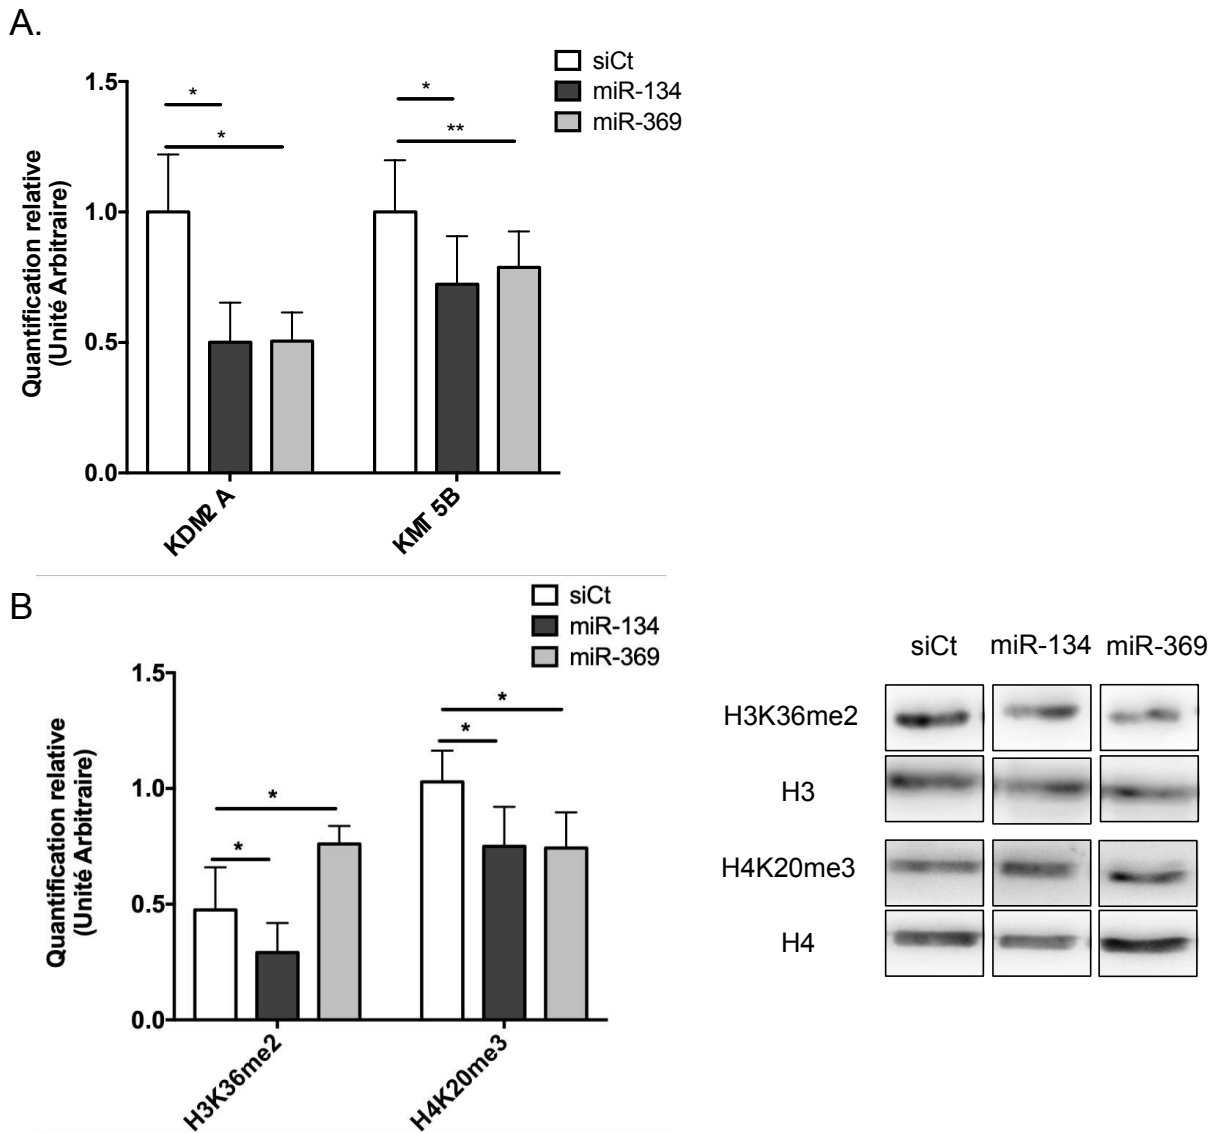 A.
siCt
miR-134
miR-369
Quantification relative
(Unité Arbitraire)
1.5
1.0
0.5
0.0
*
*
*
**
KDM2 A
KMT 5B
B
siCt
miR-134
miR-369
Quantification relative
(Unité Arbitraire)
1.5
1.0
0.5
0.0
*
*
*
*
H3K36me2
H4K20me3
siCt miR-134 miR-369
H3K36me2
H3
H4K20me3
H4